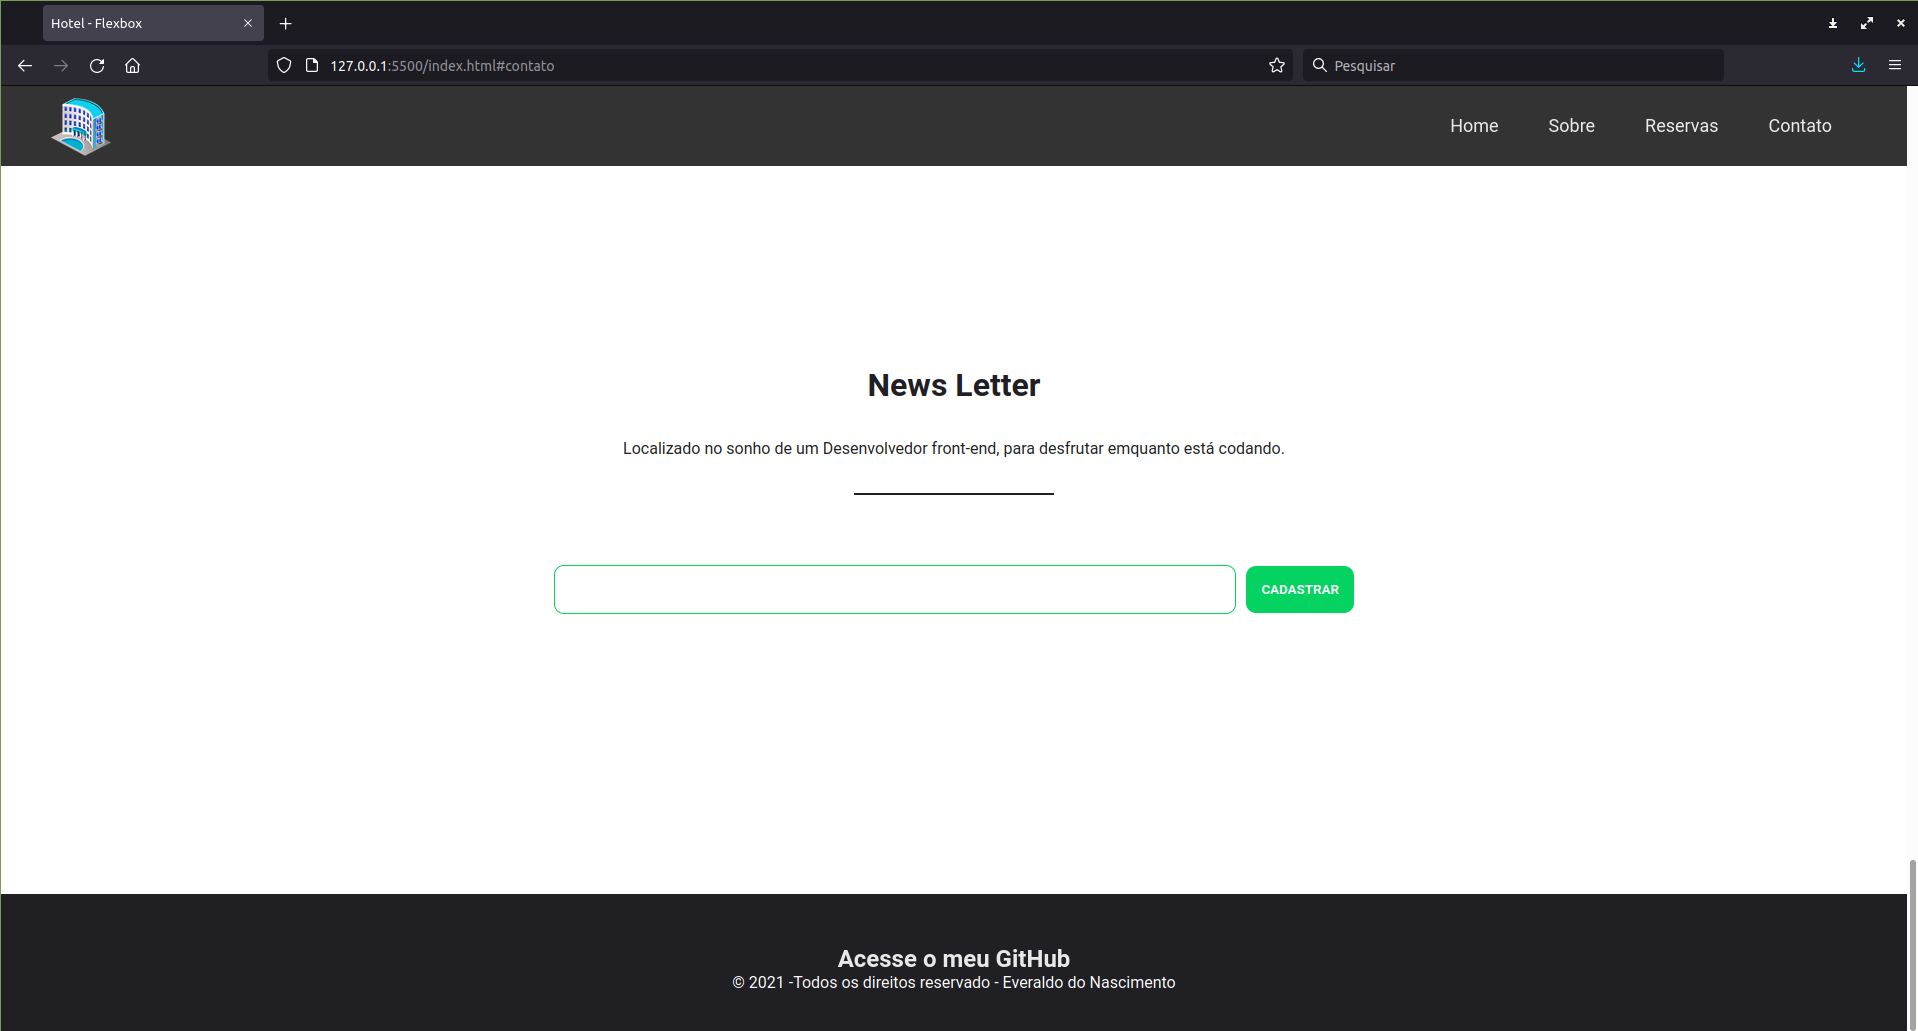 Hotel - Flexbox
127.0.0.1:5500/index.html#contato
Pesquisar
Home Sobre Reservas Contato
News Letter
Localizado no sonho de um Desenvolvedor front-end, para desfrutar emquanto está codando.
CADASTRAR
Acesse o meu GitHub
© 2021 -Todos os direitos reservado - Everaldo do Nascimento